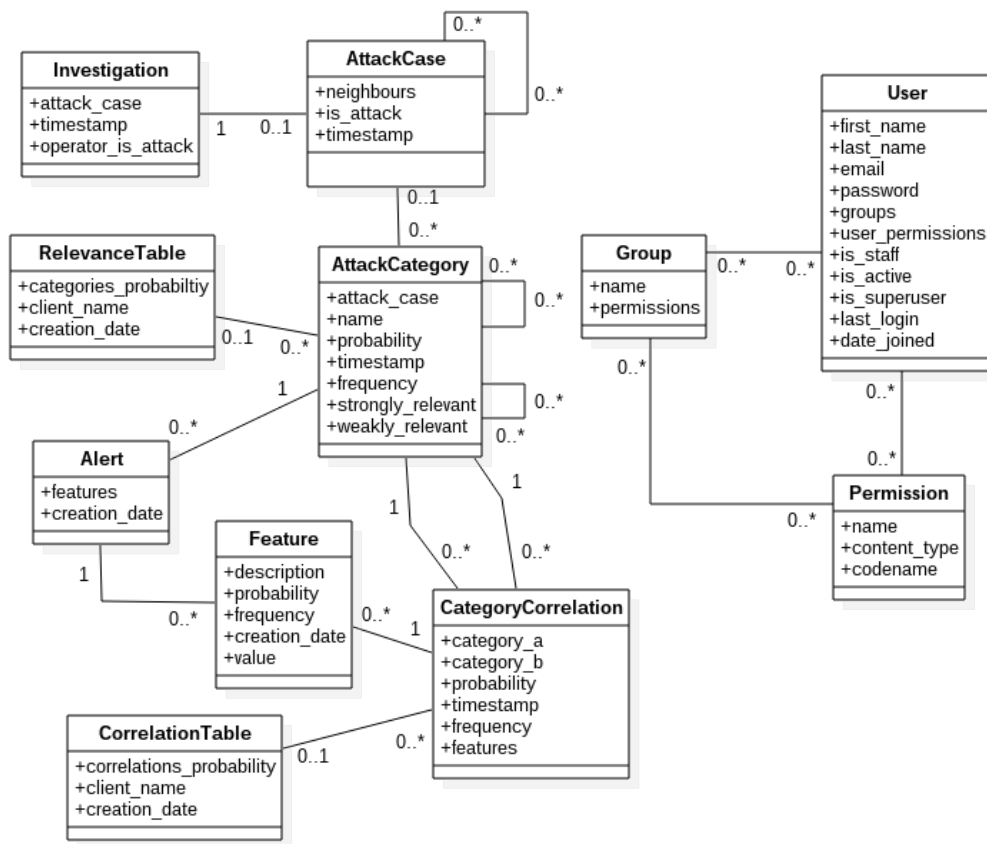 0..*
AttackCase
0..*
+neighbours
+is_attack
+timestamp
Investigation
+attack_case
+timestamp
+operator_is_attack
1
0..1
0..1
0..*
User
+first_name
+last_name
+email
+password
+groups
+user_permissions
+is_staff
+is_active
+is_superuser
+last_login
+date_joined
RelevanceTable
+categories_probabiltiy
+client_name
+creation_date
0..1
0..*
AttackCategory
+attack_case
+name
+probability
+timestamp
+frequency
+strongly_relevant
+weakly_relevant
0..*
0..*
0..*
0..*
Group
+name
+permissions
0..*
0..*
0..*
0..*
0..*
0..*
1
0..*
Alert
+features
+creation_date
1
0..*
Feature
+description
+probability
+frequency
+creation_date
+value
0..*
1
1
0..*
1
0..*
Permission
+name
+content_type
+codename
CategoryCorrelation
+category_a
+category_b
+probability
+timestamp
+frequency
+features
CorrelationTable
+correlations_probability
+client_name
+creation_date
0..1
0..*